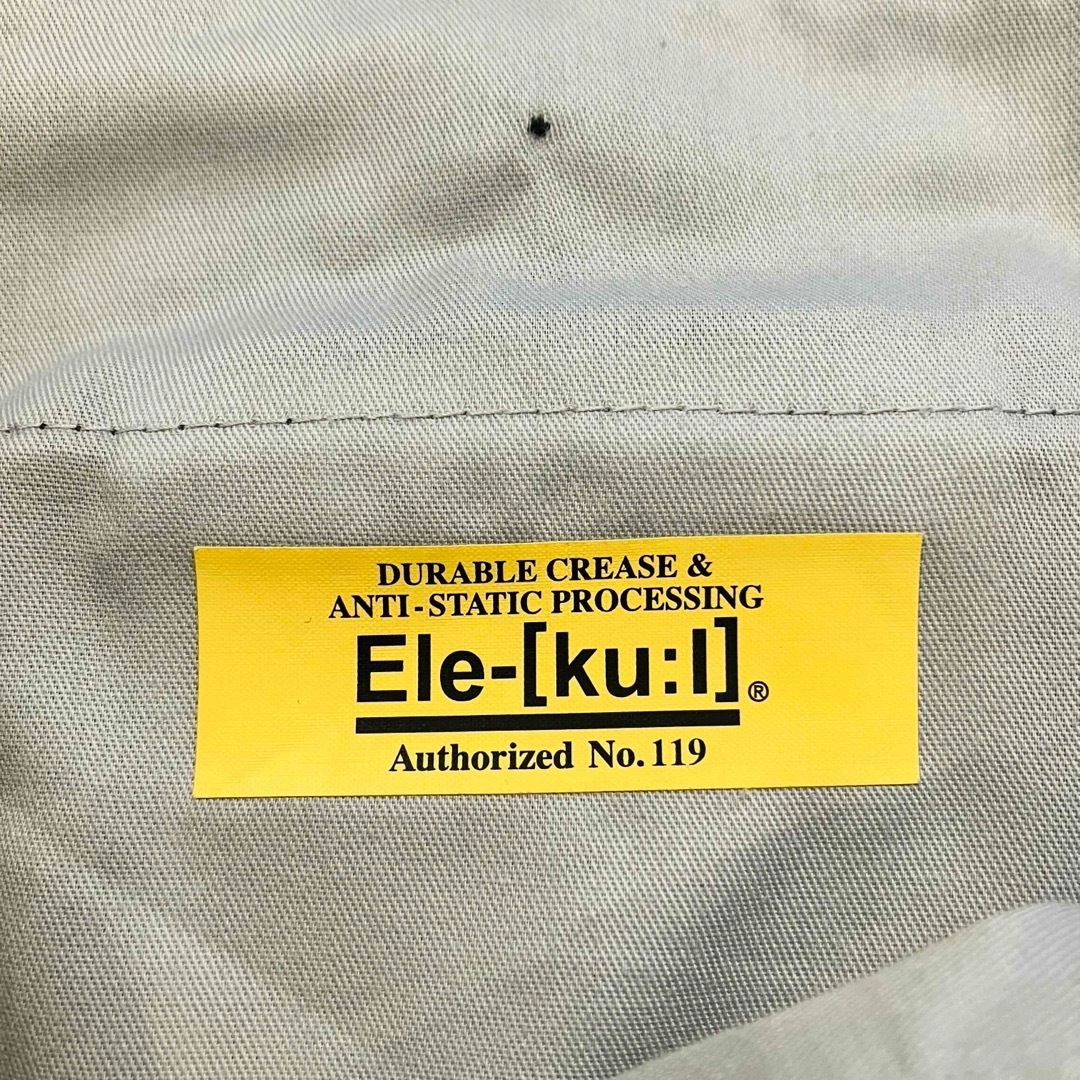 DURABLE CREASE &
ANTI-STATIC PROCESSING
Ele-[ku:l]®
Authorized No.119